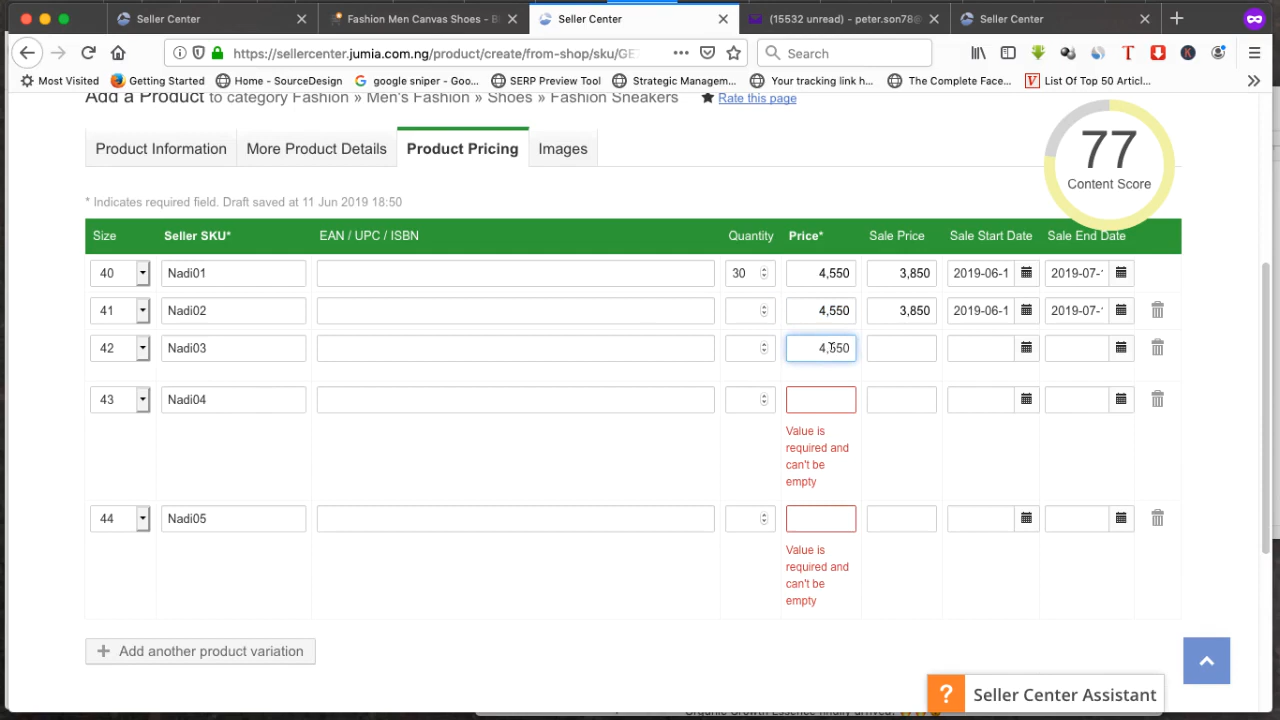 Seller Center
Fashion Men Canvas Shoes - B
Seller Center
(15532 unread) - peter.son78@
Seller Center
https://sellercenter.jumia.com.ng/product/create/from-shop/sku/GE
Search
Most Visited
Getting Started
Home - SourceDesign
google sniper - Goo...
SERP Preview Tool
Strategic Managem...
Your tracking link h...
The Complete Face...
List Of Top 50 Articl...
Add a Product to category Fashion » Men's Fashion » Shoes » Fashion Sneakers
Rate this page
77
Content Score
Product Information
More Product Details
Product Pricing
Images
* Indicates required field. Draft saved at 11 Jun 2019 18:50
Size Seller SKU* EAN / UPC / ISBN Quantity Price* Sale Price Sale Start Date Sale End Date
40 Nadi01 30 4,550 3,850 2019-06-1 2019-07-
41 Nadi02 4,550 3,850 2019-06-1 2019-07-
42 Nadi03 4,550
43 Nadi04
Value is
required and
can't be
empty
44 Nadi05
Value is
required and
can't be
empty
+ Add another product variation
? Seller Center Assistant